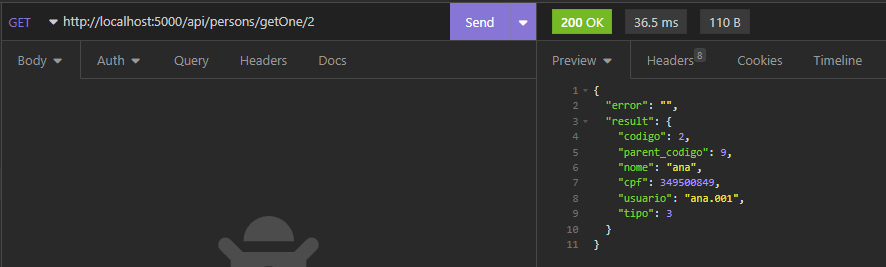 GET http://localhost:5000/api/persons/getOne/2 Send 200 OK 36.5 ms 110 B
Body Auth Query Headers Docs Preview Headers 8 Cookies Timeline
1 {
2 "error": "",
3 "result": {
4 "codigo": 2,
5 "parent_codigo": 9,
6 "nome": "ana",
7 "cpf": 349500849,
8 "usuario": "ana.001",
9 "tipo": 3
10 }
11 }